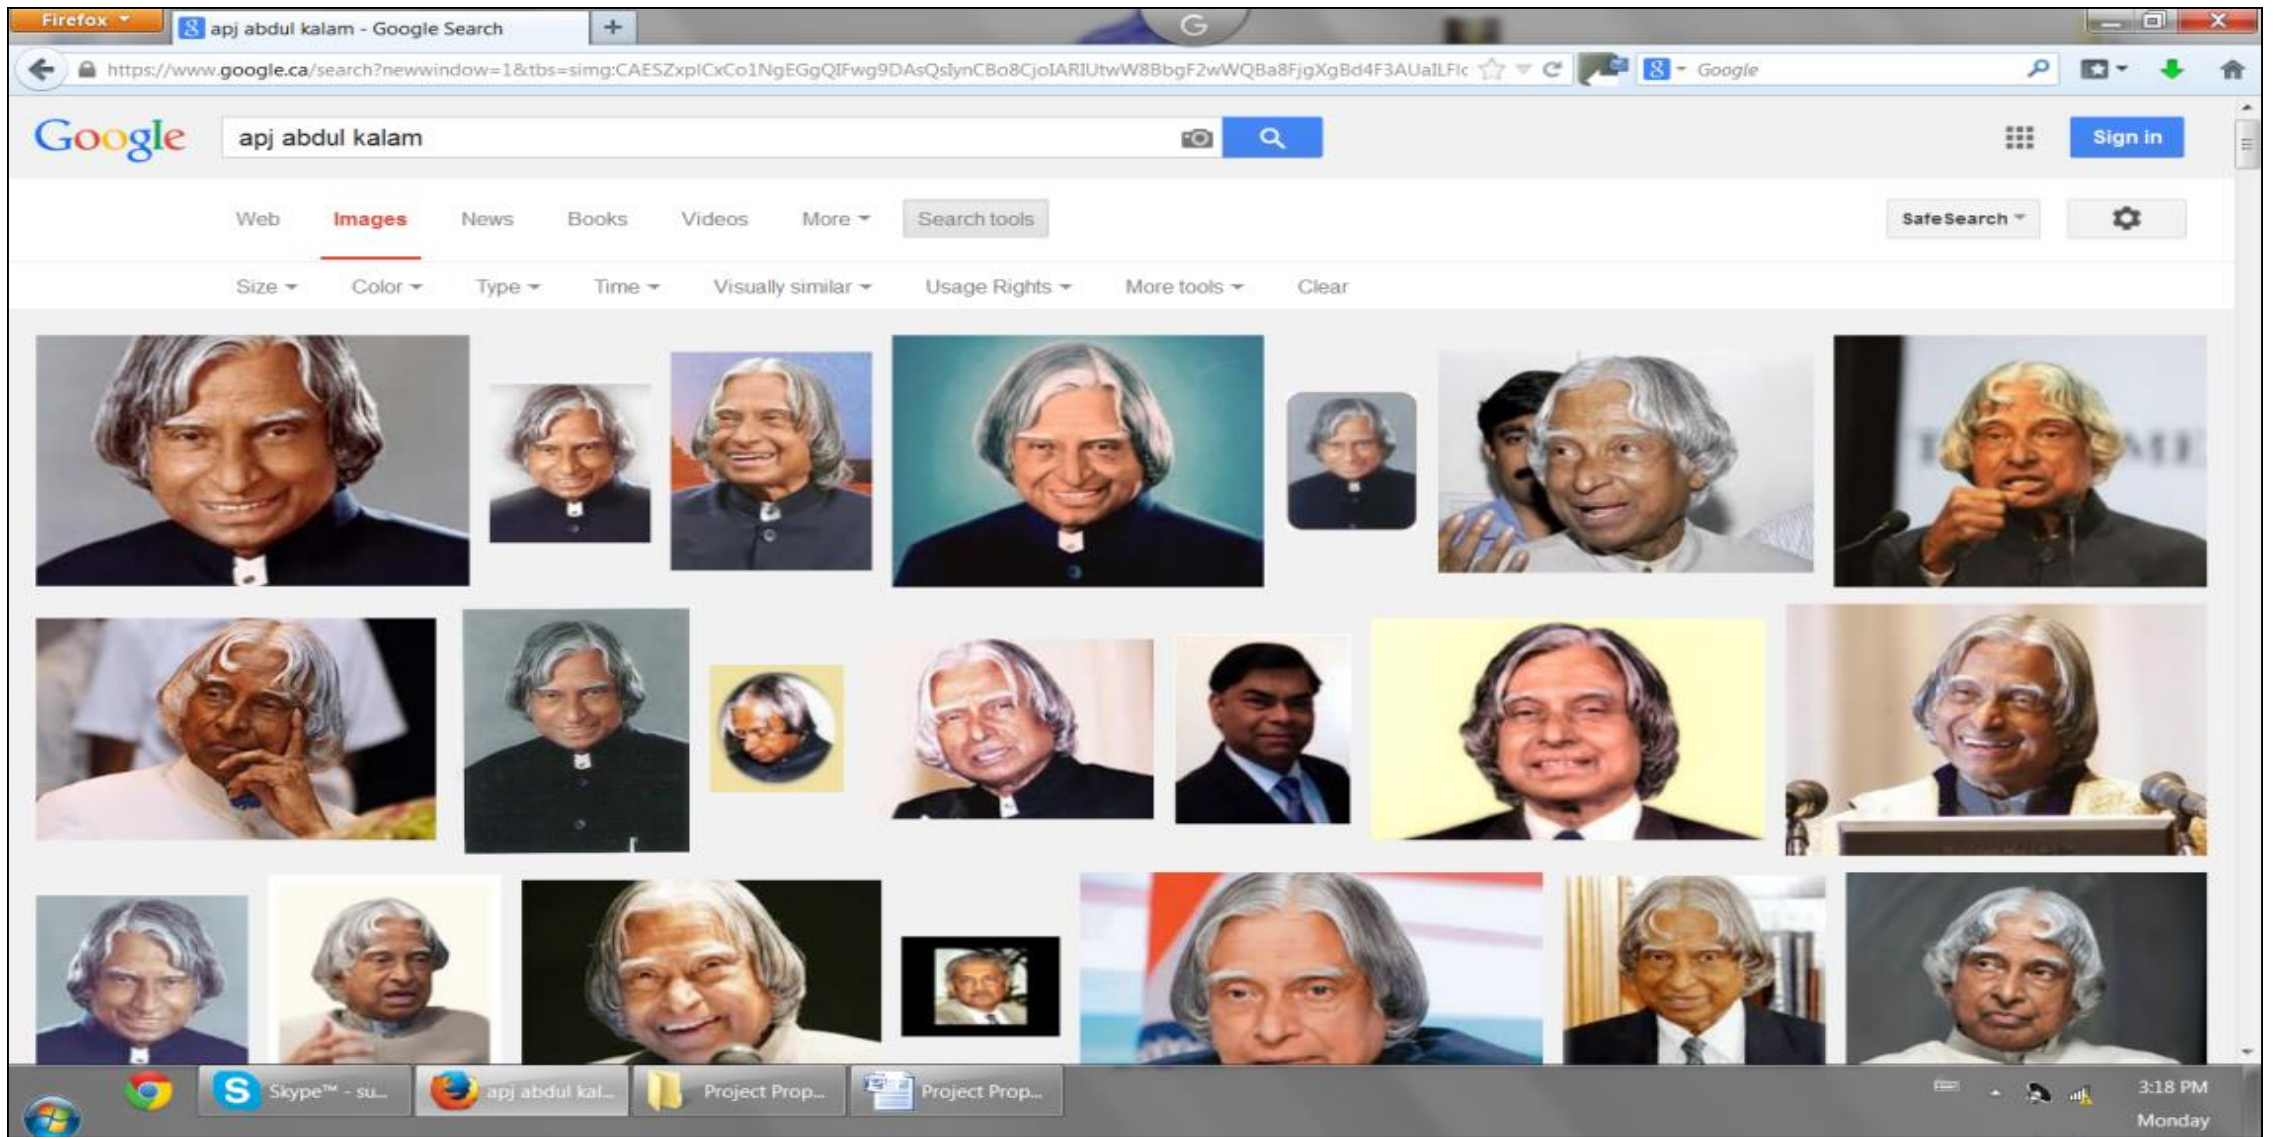 Firefox
apj abdul kalam - Google Search
https://www.google.ca/search?newwindow=1&tbs=simg:
Google
Google
apj abdul kalam
Sign in
Web Images News Books Videos More Search tools
SafeSearch
Size Color Type Time Visually similar Usage Rights More tools Clear
Skype™ - su...
apj abdul kal...
Project Prop...
Project Prop...
3:18 PM
Monday